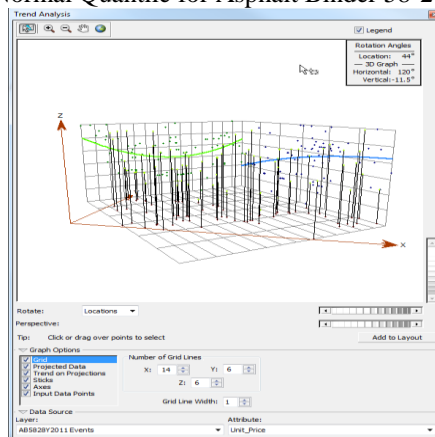 Normal Quantile for Asphalt Binder 58-2
Trend Analysis
Legend
Rotation Angles
Location: 44°
3D Graph
Horizontal: 120°
Vertical:-11.5°
Z
X
Rotate: Locations
Perspective:
Tip: Click or drag over points to select Add to Layout
Graph Options
Grid
Projected Data
Trend on Projections
Sticks
Axes
Input Data Points
Number of Grid Lines
X: 14 Y: 6
Z: 6
Grid Line Width: 1
Data Source
Layer: Attribute:
AB5828Y2011 Events Unit_Price